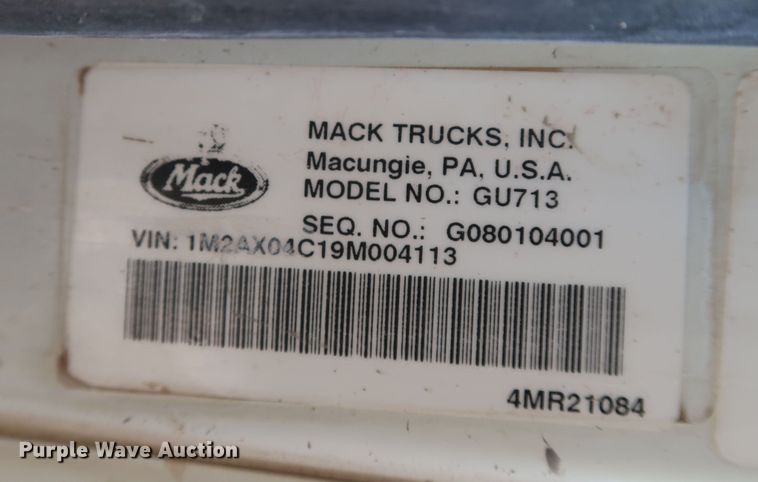 MACK TRUCKS, INC.
Macungie, PA, U.S.A.
Mack
MODEL NO.: GU713
SEQ. NO.: G080104001
VIN: 1M2AX04C19M004113
4MR21084
Purple Wave Auction